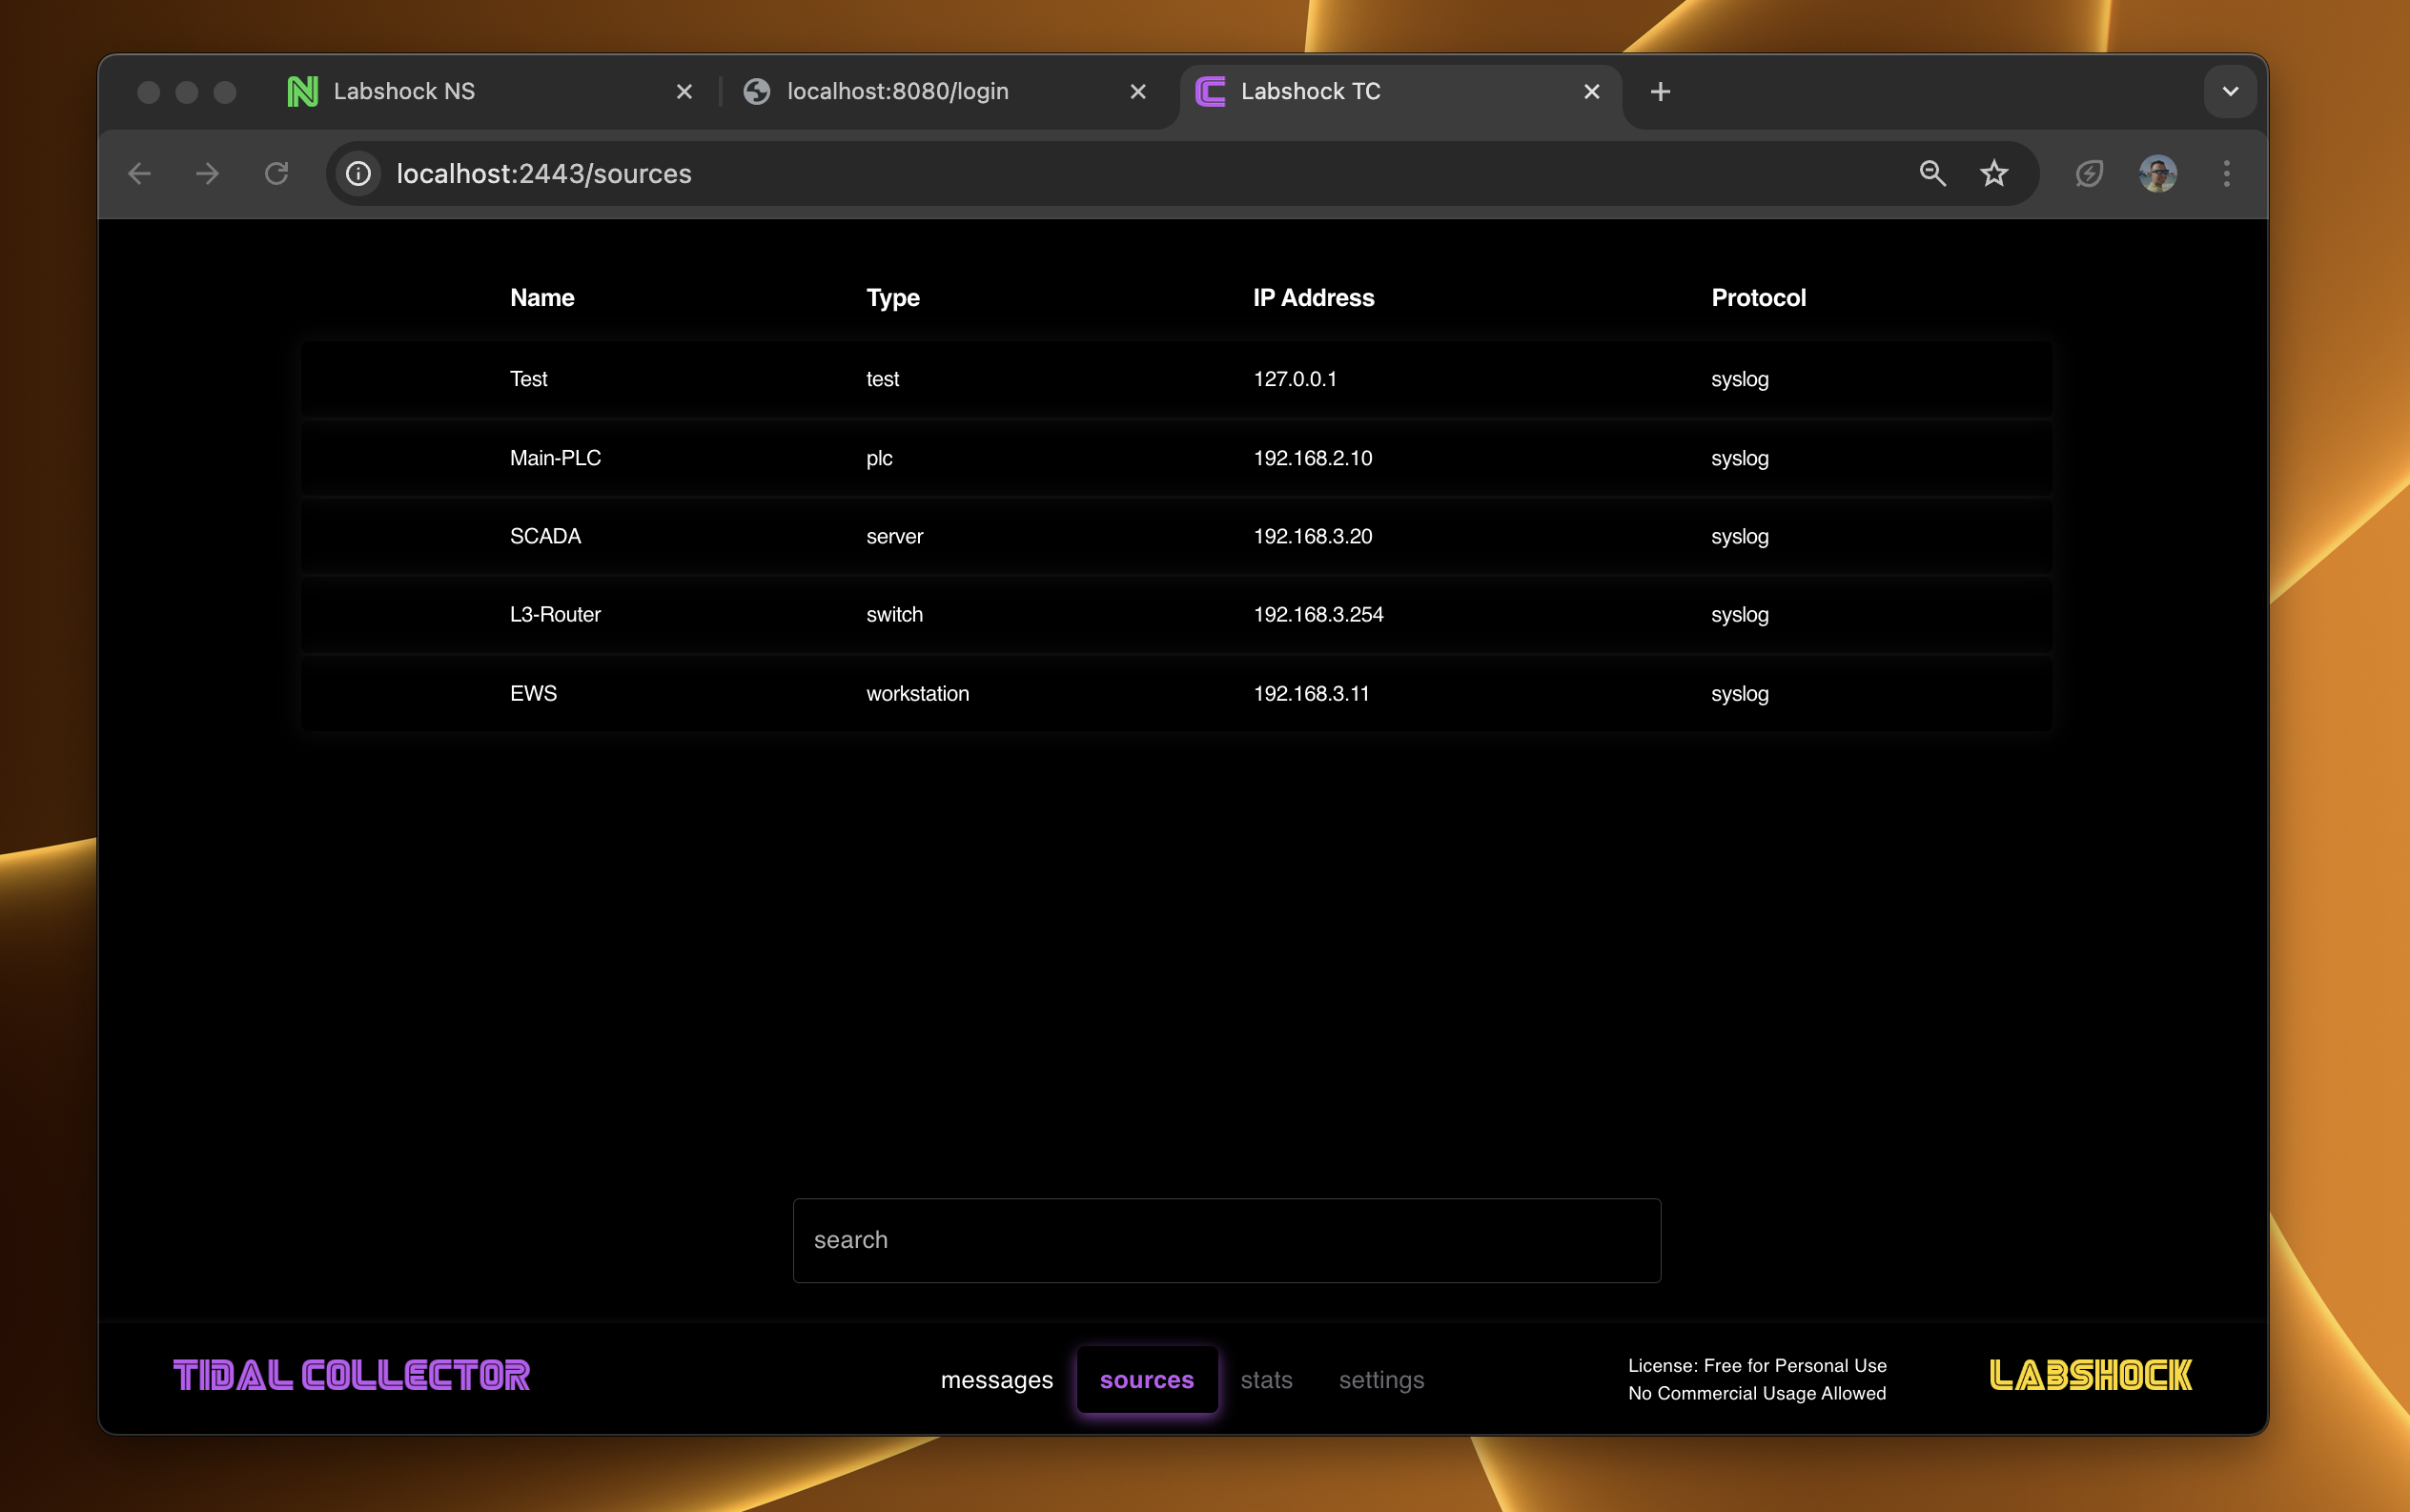 Labshock NS
localhost:8080/login
Labshock TC
localhost:2443/sources
Name Type IP Address Protocol
Test test 127.0.0.1 syslog
Main-PLC plc 192.168.2.10 syslog
SCADA server 192.168.3.20 syslog
L3-Router switch 192.168.3.254 syslog
EWS workstation 192.168.3.11 syslog
search
TIDAL COLLECTOR
messages sources stats settings
License: Free for Personal Use
No Commercial Usage Allowed
LABSHOCK